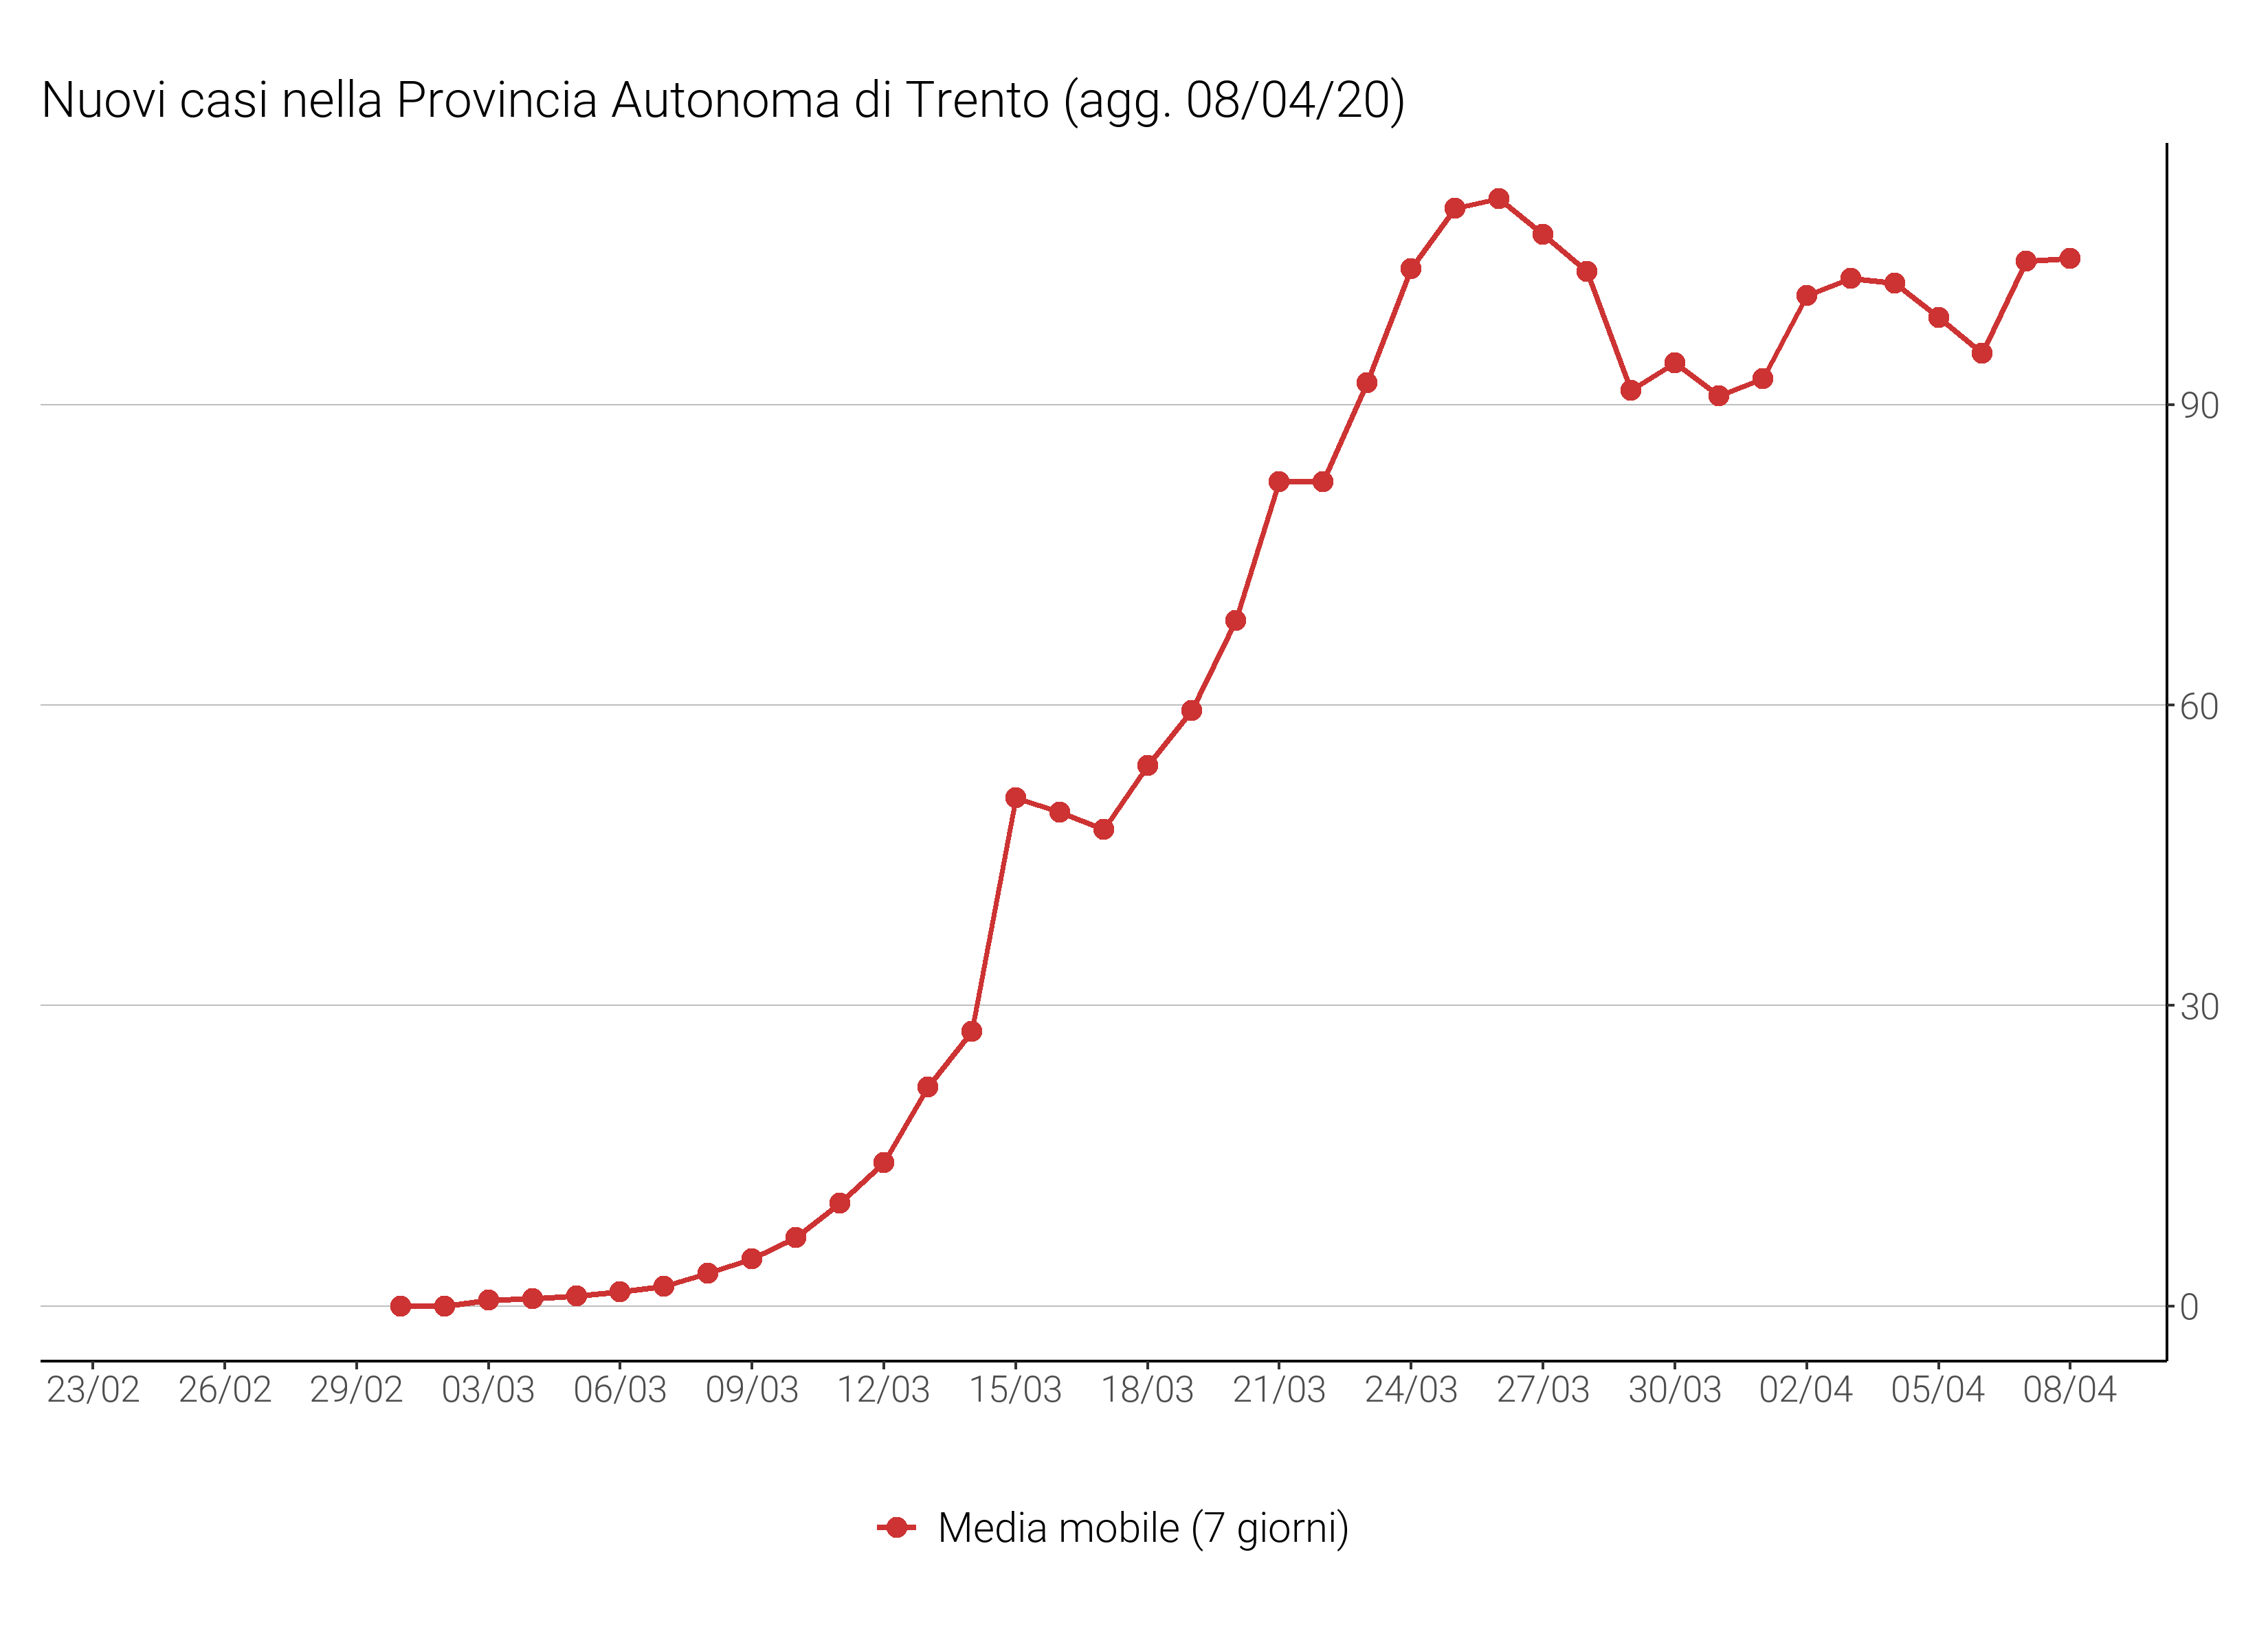 Nuovi casi nella Provincia Autonoma di Trento (agg. 08/04/20)
90
60
30
0
23/02 26/02 29/02 03/03 06/03 09/03 12/03 15/03 18/03 21/03 24/03 27/03 30/03 02/04 05/04 08/04
Media mobile (7 giorni)